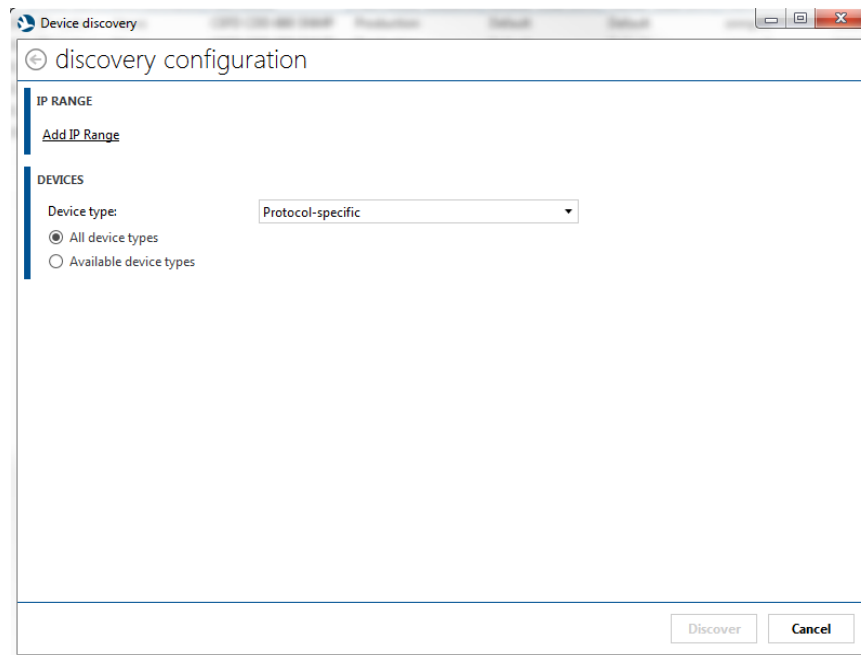 Device discovery
discovery configuration
IP RANGE
Add IP Range
DEVICES
Device type:
Protocol-specific
All device types
Available device types
Discover
Cancel